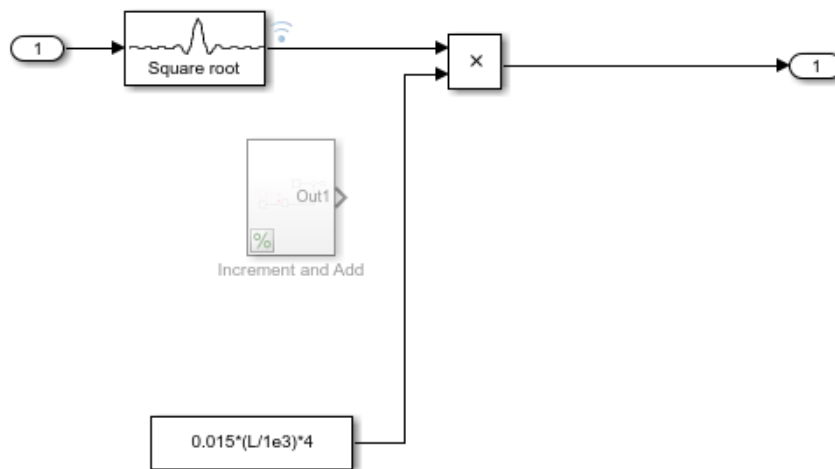 1
Square root
×
1
Out1
%
Increment and Add
0.015*(L/1e3)*4